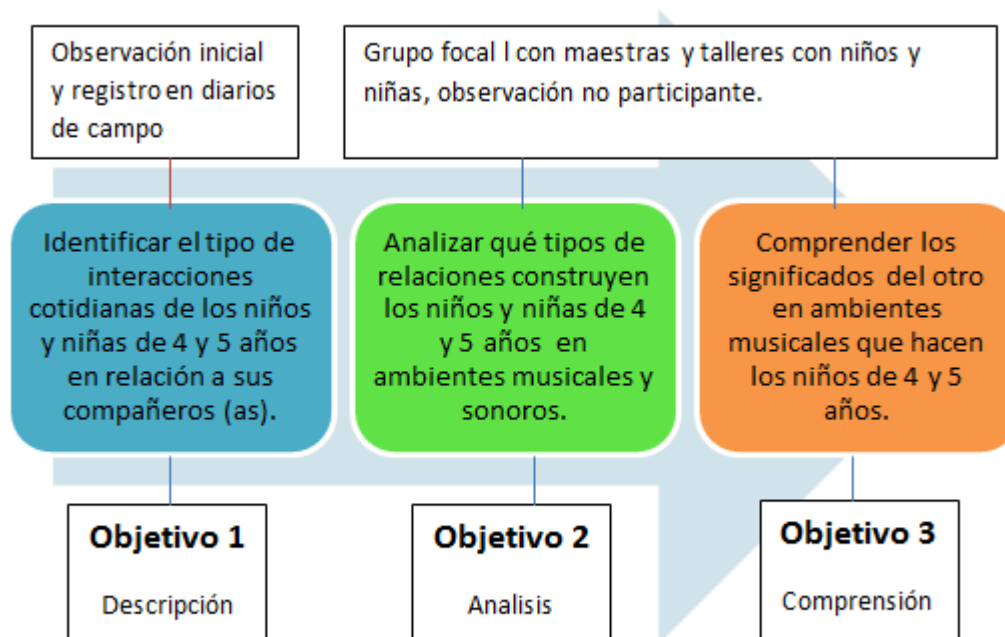 Observación inicial
y registro en diarios
de campo
Grupo focal l con maestras y talleres con niños y
niñas, observación no participante.
Identificar el tipo de
interacciones
cotidianas de los niños
y niñas de 4 y 5 años
en relación a sus
compañeros (as).
Analizar qué tipos de
relaciones construyen
los niños y niñas de 4
y 5 años en
ambientes musicales y
sonoros.
Comprender los
significados del otro
en ambientes
musicales que hacen
los niños de 4 y 5
años.
Objetivo 1
Descripción
Objetivo 2
Analisis
Objetivo 3
Comprensión